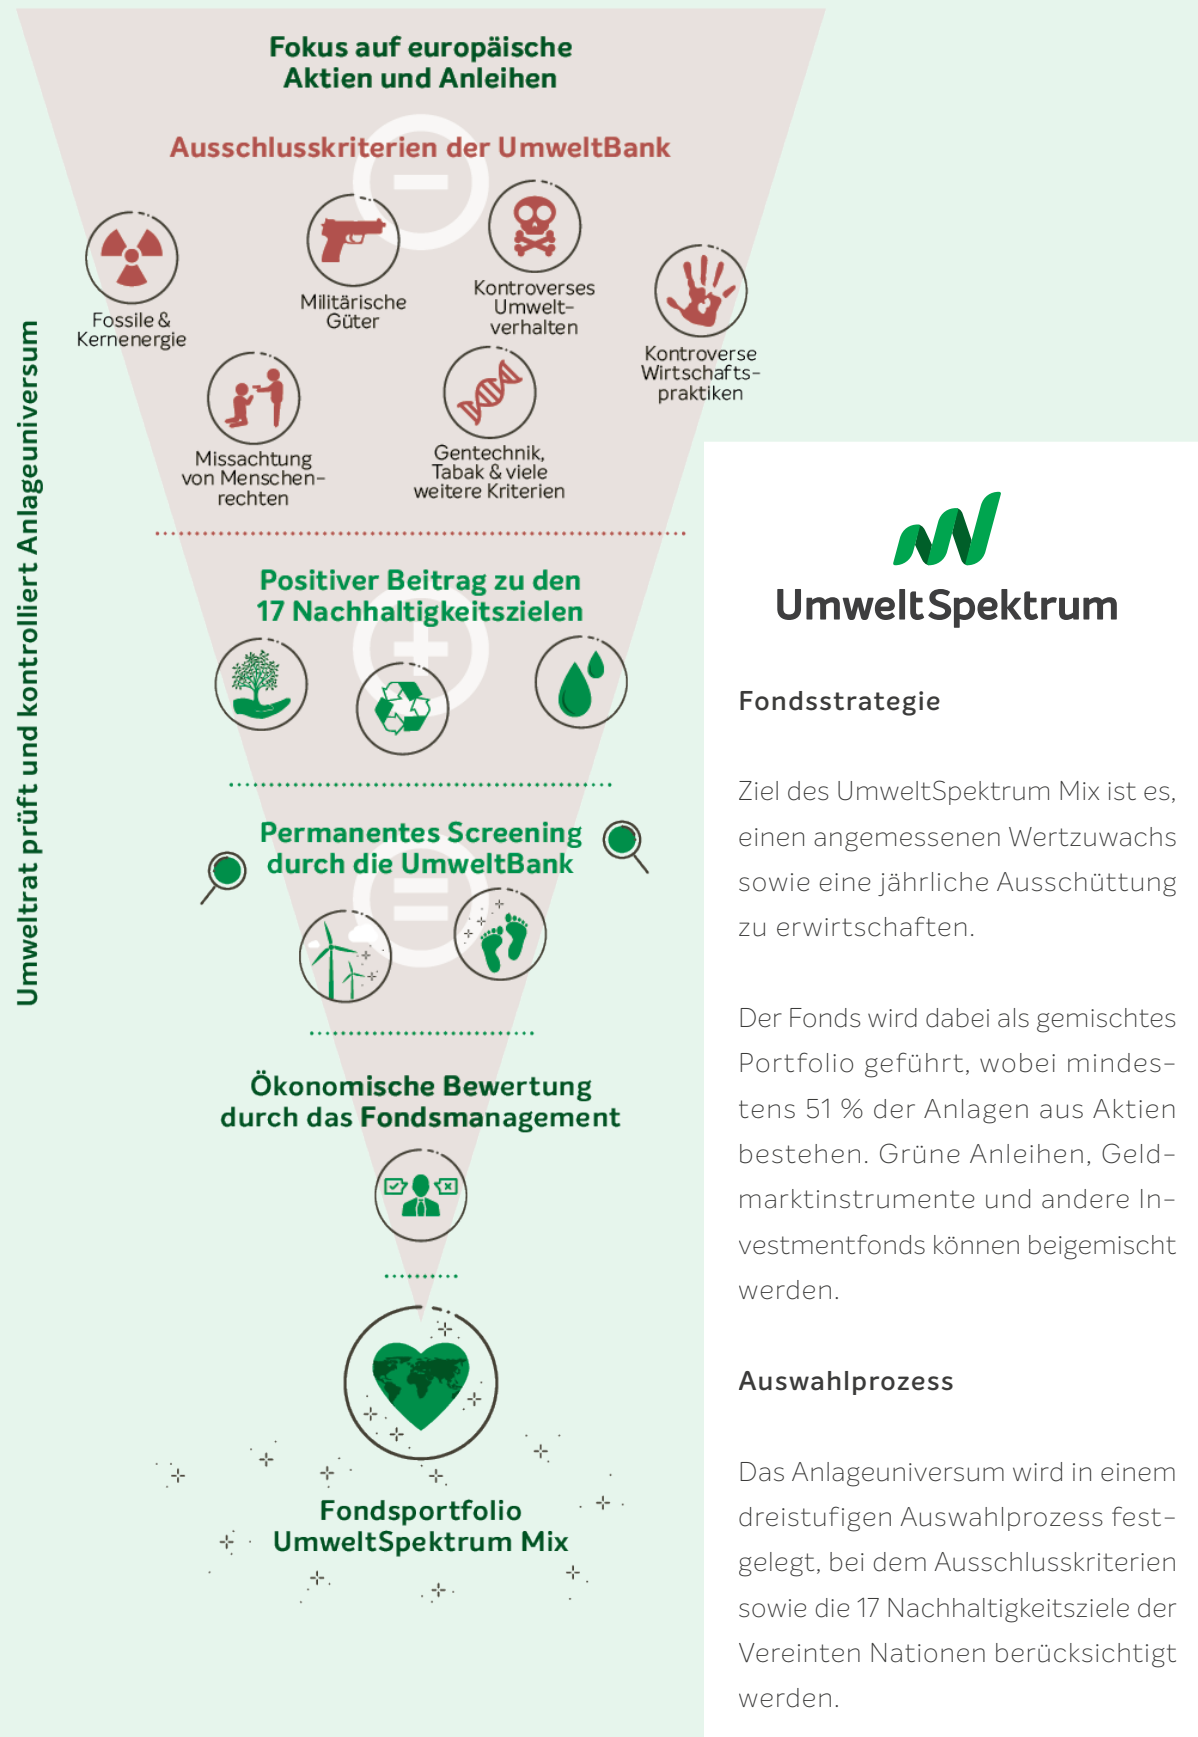 Fokus auf europäische
Aktien und Anleihen
Ausschlusskriterien der UmweltBank
Fossile &
Kernenergie
Militärische
Güter
Kontroverses
Umwelt-
verhalten
Kontroverse
Wirtschafts-
praktiken
Missachtung
von Menschen-
rechten
Gentechnik,
Tabak & viele
weitere Kriterien
Positiver Beitrag zu den
17 Nachhaltigkeitszielen
Permanentes Screening
durch die UmweltBank
Ökonomische Bewertung
durch das Fondsmanagement
Fondsportfolio
UmweltSpektrum Mix
Umweltrat prüft und kontrolliert Anlageuniversum
UmweltSpektrum
Fondsstrategie
Ziel des UmweltSpektrum Mix ist es,
einen angemessenen Wertzuwachs
sowie eine jährliche Ausschüttung
zu erwirtschaften.
Der Fonds wird dabei als gemischtes
Portfolio geführt, wobei mindes-
tens 51 % der Anlagen aus Aktien
bestehen. Grüne Anleihen, Geld-
marktinstrumente und andere In-
vestmentfonds können beigemischt
werden.
Auswahlprozess
Das Anlageuniversum wird in einem
dreistufigen Auswahlprozess fest-
gelegt, bei dem Ausschlusskriterien
sowie die 17 Nachhaltigkeitsziele der
Vereinten Nationen berücksichtigt
werden.